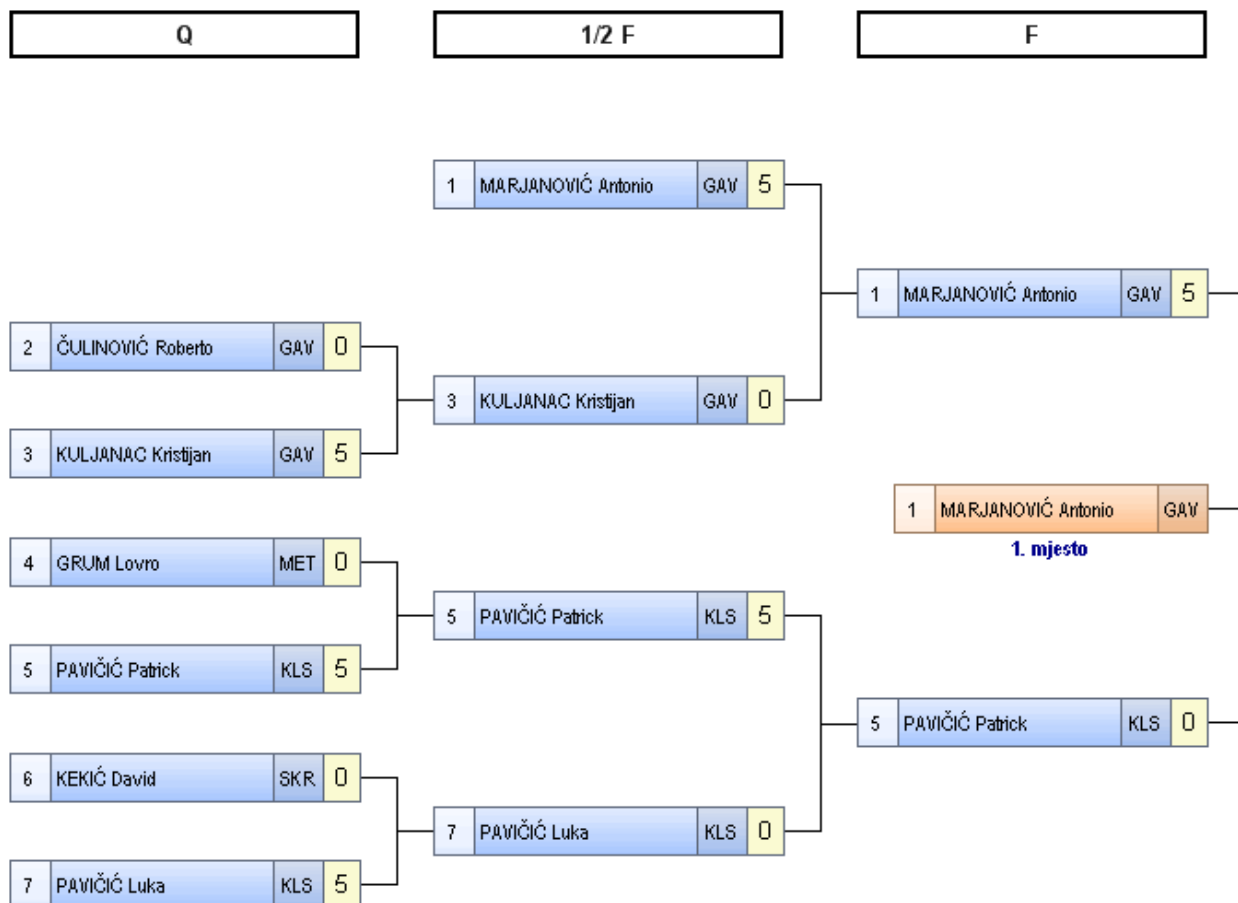 Q 1/2 F F
1 MARJANOVIĆ Antonio GAV 5
1 MARJANOVIĆ Antonio GAV 5
2 ČULINOVIĆ Roberto GAV 0
3 KULJANAC Kristijan GAV 0
3 KULJANAC Kristijan GAV 5
1 MARJANOVIĆ Antonio GAV
1. mjesto
4 GRUM Lovro MET 0
5 PAVIČIĆ Patrick KLS 5
5 PAVIČIĆ Patrick KLS 5
5 PAVIČIĆ Patrick KLS 0
6 KEKIĆ David SKR 0
7 PAVIČIĆ Luka KLS 0
7 PAVIČIĆ Luka KLS 5